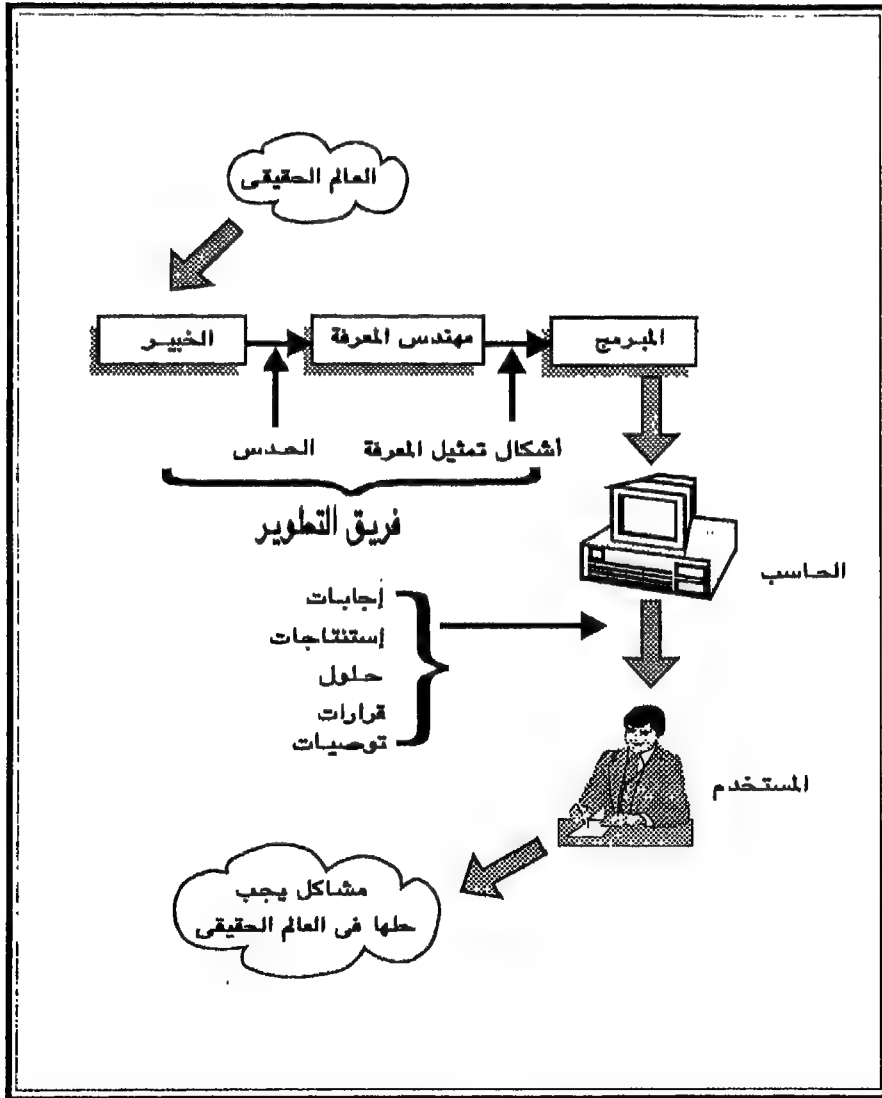 العالم الحقيقى
الخبيــر
مهندس المعرفة
المبرمج
الحدس
أشكال تمثيل المعرفة
فريق التطوير
الحاسب
أجابات
إستنتاجات
حلول
قرارات
توصيات
المستخدم
مشاكل يجب
حلها فى العالم الحقيقى